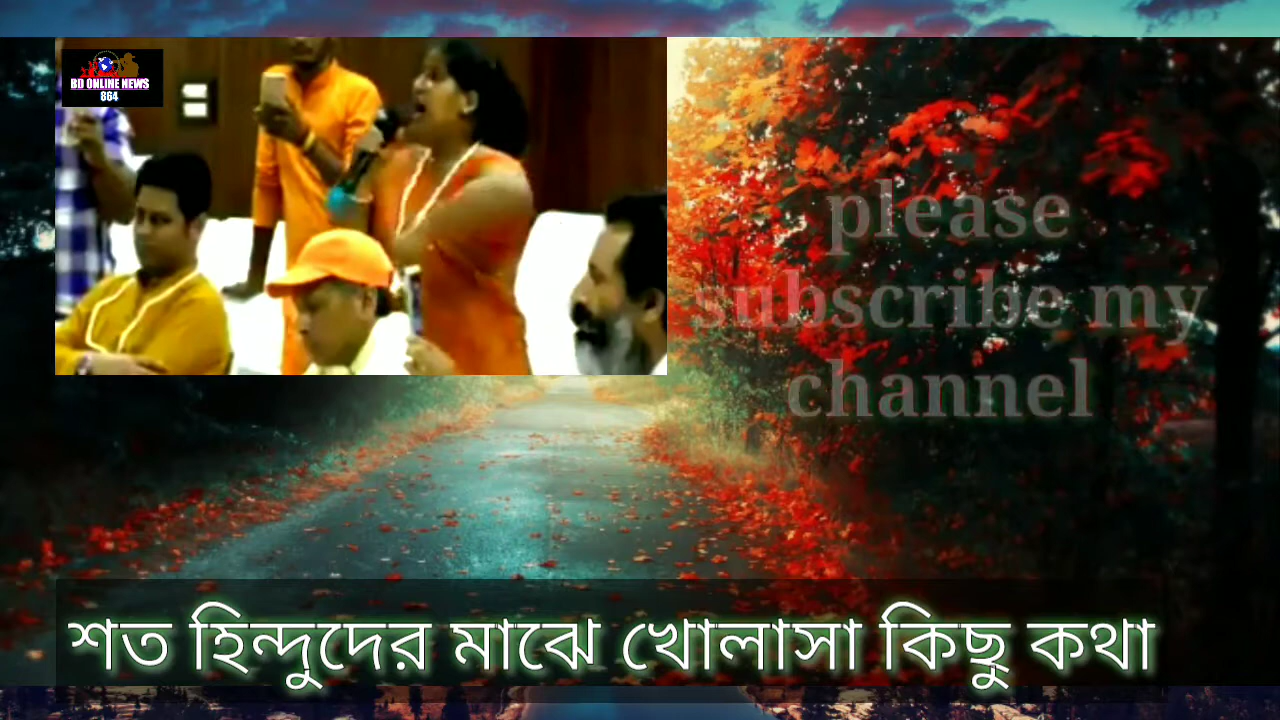 BD ONLINE NEWS
864
please
subscribe my
channel
শত হিন্দুদের মাঝে খোলাসা কিছু কথা